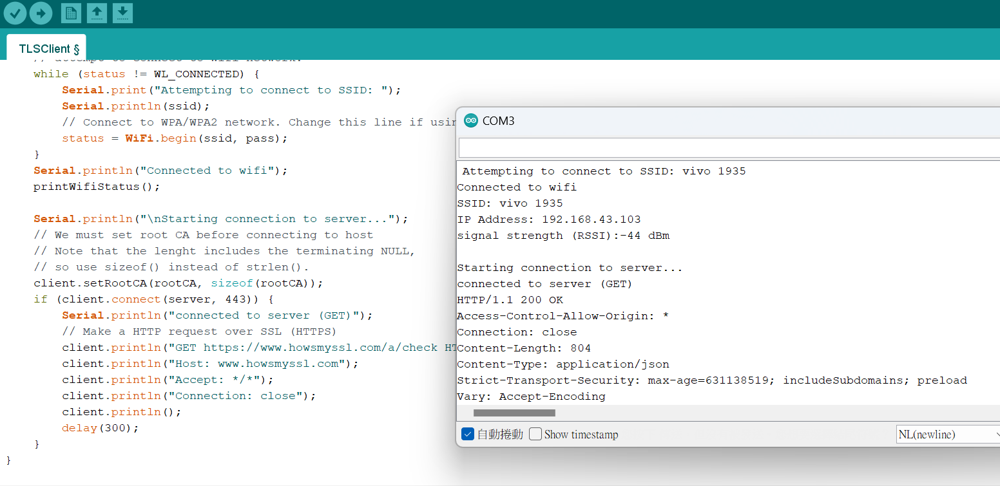 TLSClient §
// attempt to connect to Wifi network:
while (status != WL_CONNECTED) {
Serial.print("Attempting to connect to SSID: ");
Serial.println(ssid);
// Connect to WPA/WPA2 network. Change this line if usin
status = WiFi.begin(ssid, pass);
}
Serial.println("Connected to wifi");
printWifiStatus();
Serial.println("\nStarting connection to server...");
// We must set root CA before connecting to host
// Note that the lenght includes the terminating NULL,
// so use sizeof() instead of strlen().
client.setRootCA(rootCA, sizeof(rootCA));
if (client.connect(server, 443)) {
Serial.println("connected to server (GET)");
// Make a HTTP request over SSL (HTTPS)
client.println("GET https://www.howsmyssl.com/a/check HT
client.println("Host: www.howsmyssl.com");
client.println("Accept: */*");
client.println("Connection: close");
client.println();
delay(300);
}
}
COM3
Attempting to connect to SSID: vivo 1935
Connected to wifi
SSID: vivo 1935
IP Address: 192.168.43.103
signal strength (RSSI):-44 dBm
Starting connection to server...
connected to server (GET)
HTTP/1.1 200 OK
Access-Control-Allow-Origin: *
Connection: close
Content-Length: 804
Content-Type: application/json
Strict-Transport-Security: max-age=631138519; includeSubdomains; preload
Vary: Accept-Encoding
自動捲動 Show timestamp NL(newline)